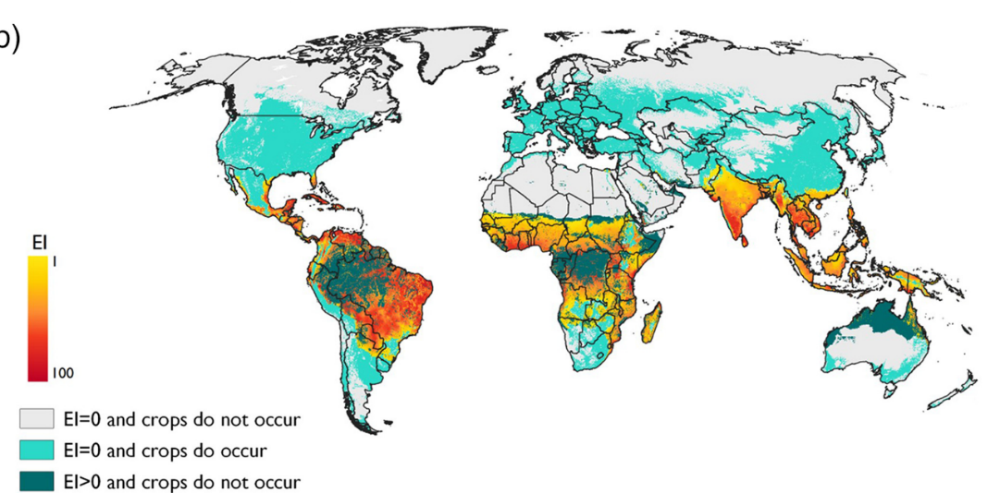 b)
EI
1
100
EI=0 and crops do not occur
EI=0 and crops do occur
EI>0 and crops do not occur